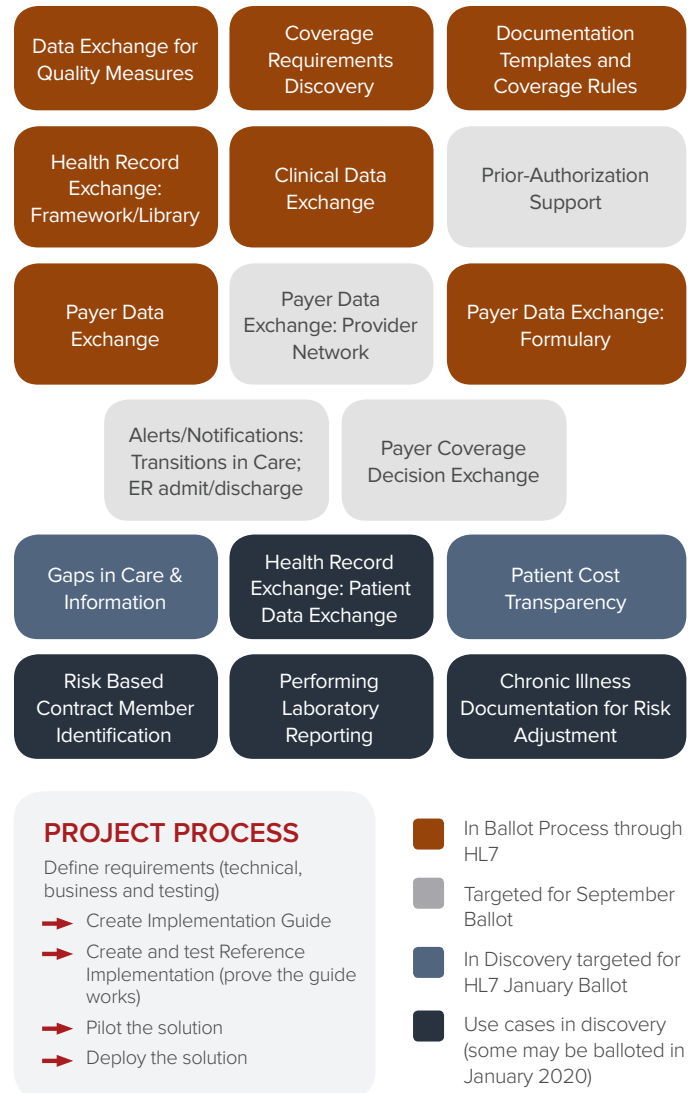 Data Exchange for
Quality Measures
Coverage
Requirements
Discovery
Documentation
Templates and
Coverage Rules
Health Record
Exchange:
Framework/Library
Clinical Data
Exchange
Prior-Authorization
Support
Payer Data
Exchange
Payer Data
Exchange: Provider
Network
Payer Data Exchange:
Formulary
Alerts/Notifications:
Transitions in Care;
ER admit/discharge
Payer Coverage
Decision Exchange
Gaps in Care &
Information
Health Record
Exchange: Patient
Data Exchange
Patient Cost
Transparency
Risk Based
Contract Member
Identification
Performing
Laboratory
Reporting
Chronic Illness
Documentation for Risk
Adjustment
PROJECT PROCESS
Define requirements (technical,
business and testing)
Create Implementation Guide
Create and test Reference
Implementation (prove the guide
works)
Pilot the solution
Deploy the solution
In Ballot Process through
HL7
Targeted for September
Ballot
In Discovery targeted for
HL7 January Ballot
Use cases in discovery
(some may be balloted in
January 2020)